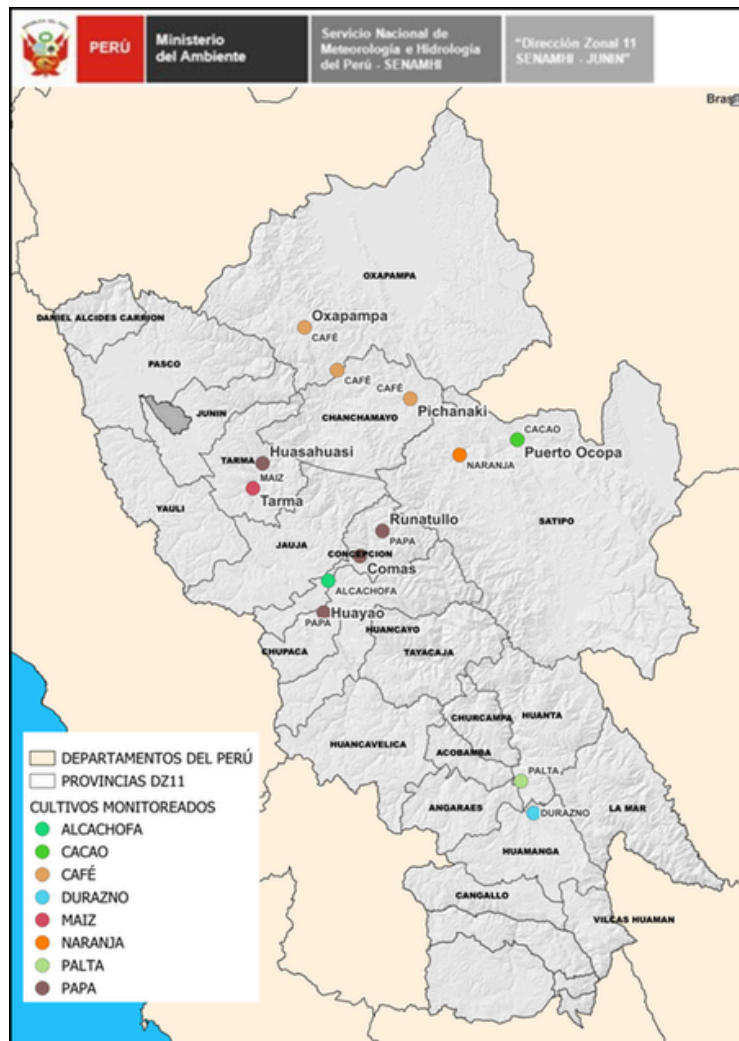 PERÚ
Ministerio
del Ambiente
Servicio Nacional de
Meteorología e Hidrología
del Perú - SENAMHI
"Dirección Zonal 11
SENAMHI - JUNIN"
OXAPAMPA
DANIEL ALCIDES CARRION
Oxapampa
CAFÉ
PASCO
CAFÉ
CAFÉ
Pichanaki
JUNIN
CHANCHAMAYO
CACAO
Puerto Ocopa
Huasahuasi
TARMA
NARANJA
MAIZ
Tarma
YAULI
SATIPO
Runatullo
PAPA
JAUJA
CONCEPCION
Comas
ALCACHOFA
Huayao
PAPA
HUANCAYO
CHUPACA
TAYACAJA
CHURCAMPA
HUANTA
HUANCAVELICA
ACOBAMBA
PALTA
ANGARAES
LA MAR
DURAZNO
HUAMANGA
CANGALLO
VILCAS HUAMAN
DEPARTAMENTOS DEL PERÚ
PROVINCIAS DZ11
CULTIVOS MONITOREADOS
ALCACHOFA
CACAO
CAFÉ
DURAZNO
MAIZ
NARANJA
PALTA
PAPA